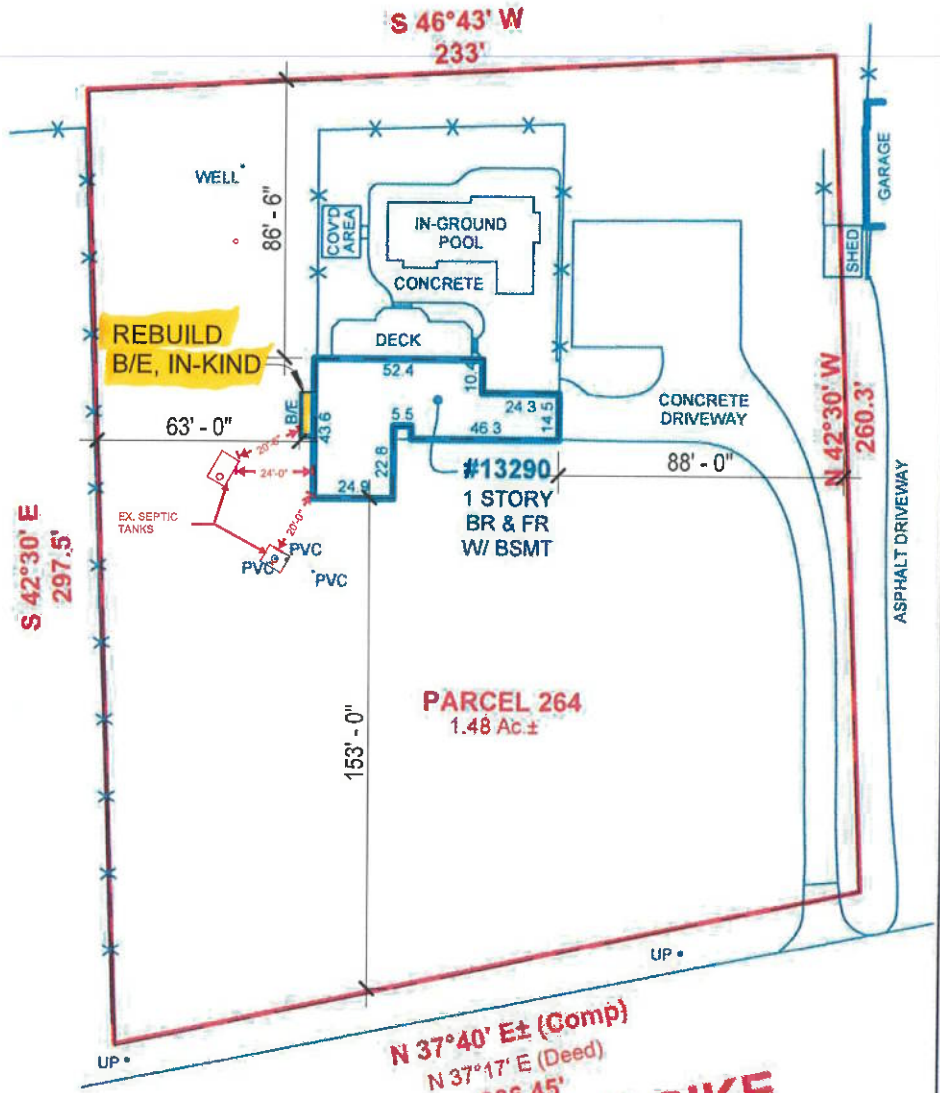 S 46°43' W
233'
WELL
86' - 6"
COV'D
AREA
IN-GROUND
POOL
CONCRETE
GARAGE
SHED
DECK
REBUILD
B/E, IN-KIND
52.4
10.4
24.3
14.5
B/E
43.6
5.5
46.3
22.8
24.9
63' - 0"
20'-6"
24'-0"
20'-0"
EX. SEPTIC
TANKS
PVC
PVC
PVC
#13290
1 STORY
BR & FR
W/ BSMT
CONCRETE
DRIVEWAY
88' - 0"
N 42°30' W
260.3'
ASPHALT DRIVEWAY
S 42°30' E
297.5'
153' - 0"
PARCEL 264
1.48 Ac.±
UP
UP
N 37°40' E± (Comp)
N 37°17' E (Deed)